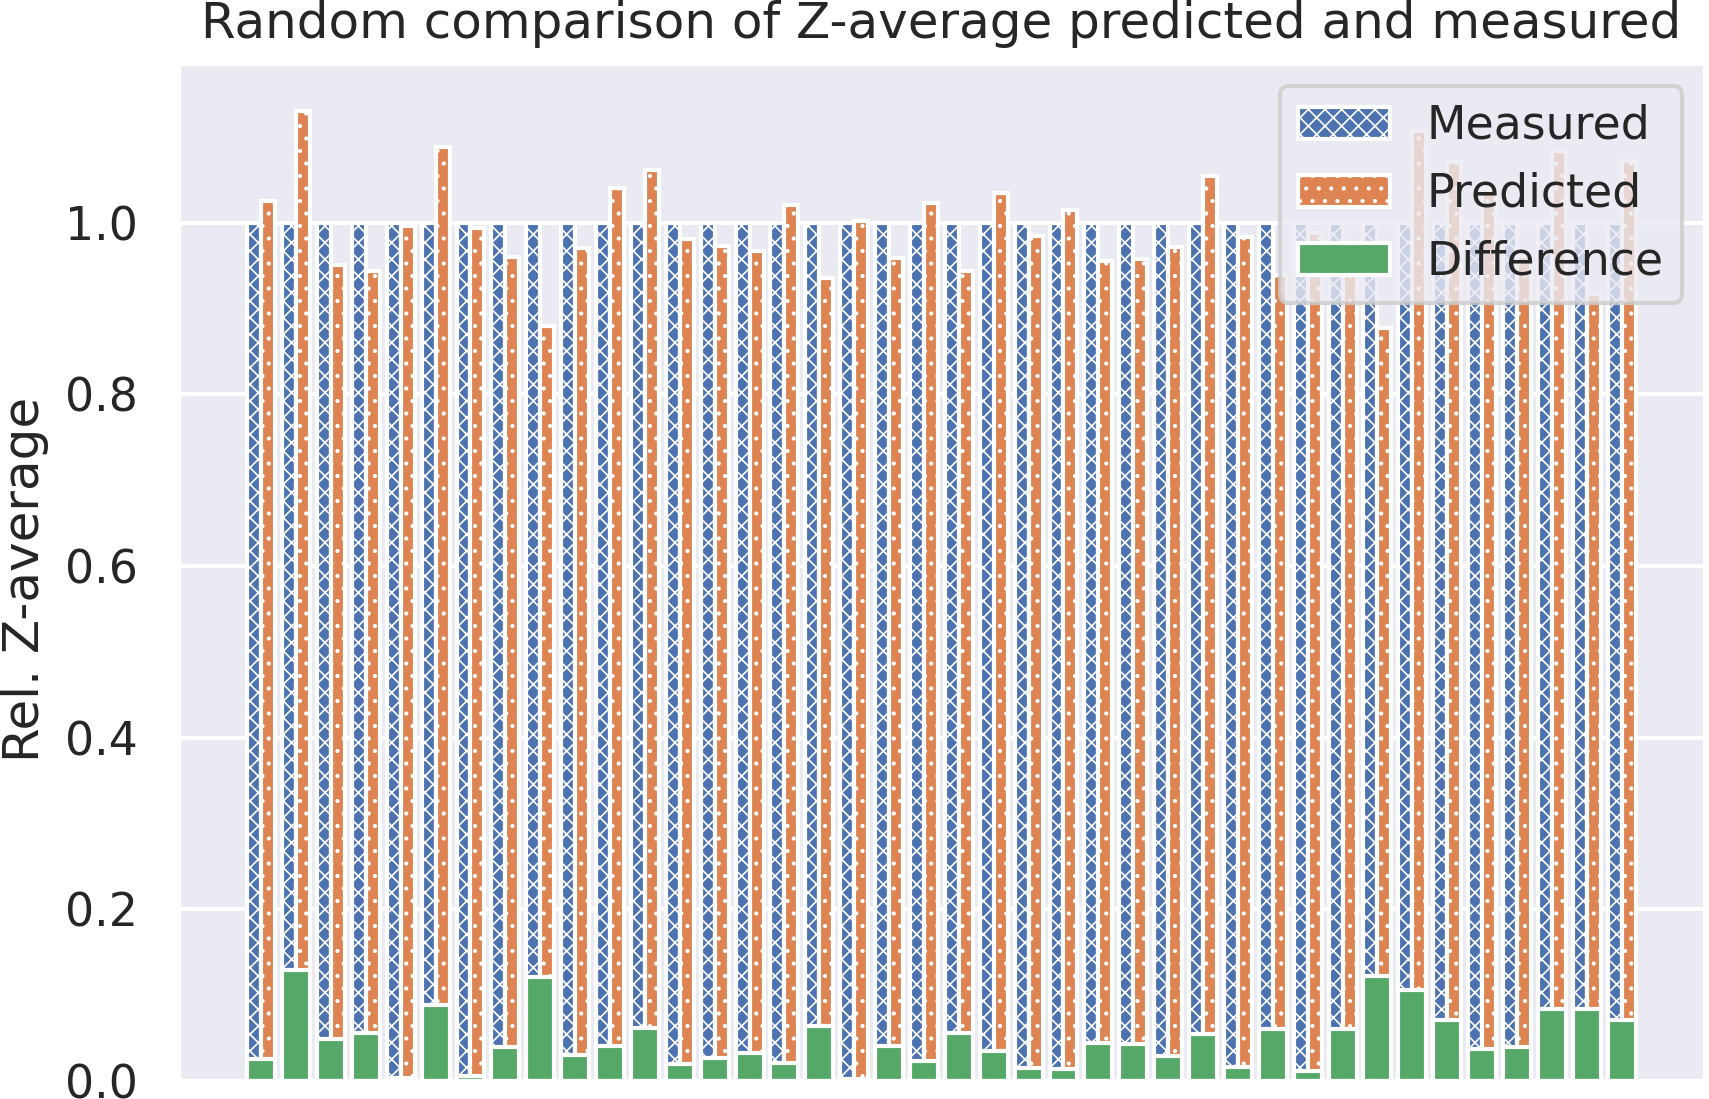 Random comparison of Z-average predicted and measured
Measured
Predicted
Difference
Rel. Z-average
1.0
0.8
0.6
0.4
0.2
0.0